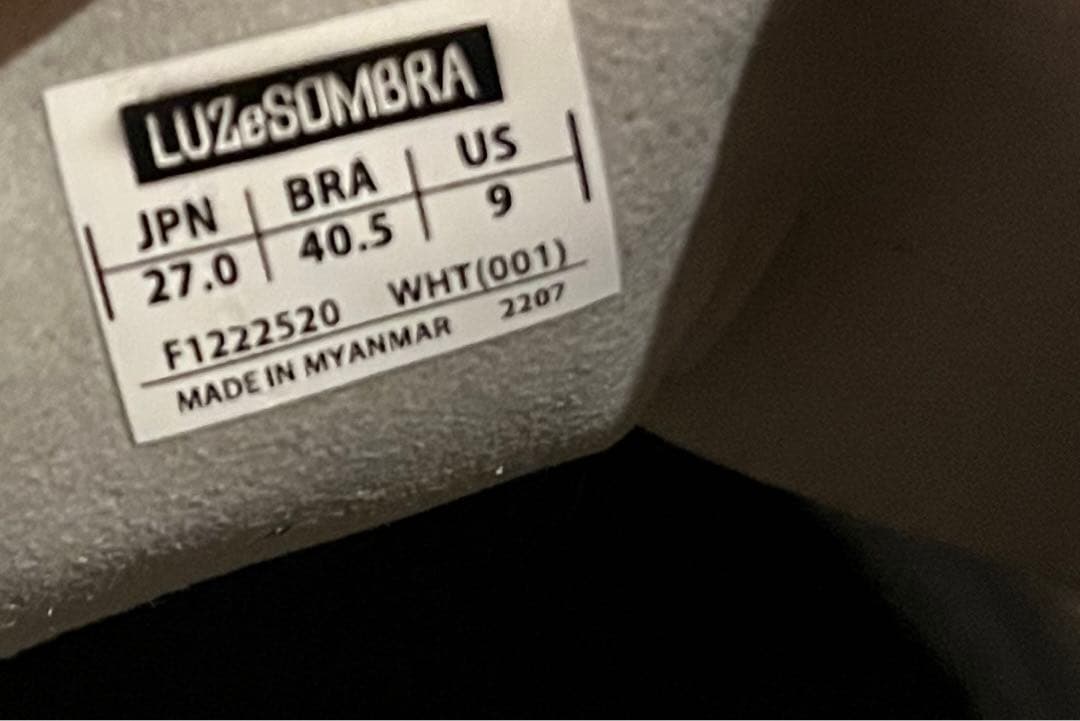 LUZeSOMBRA
JPN BRA US
27.0 40.5 9
F1222520 WHT(001)
MADE IN MYANMAR 2207